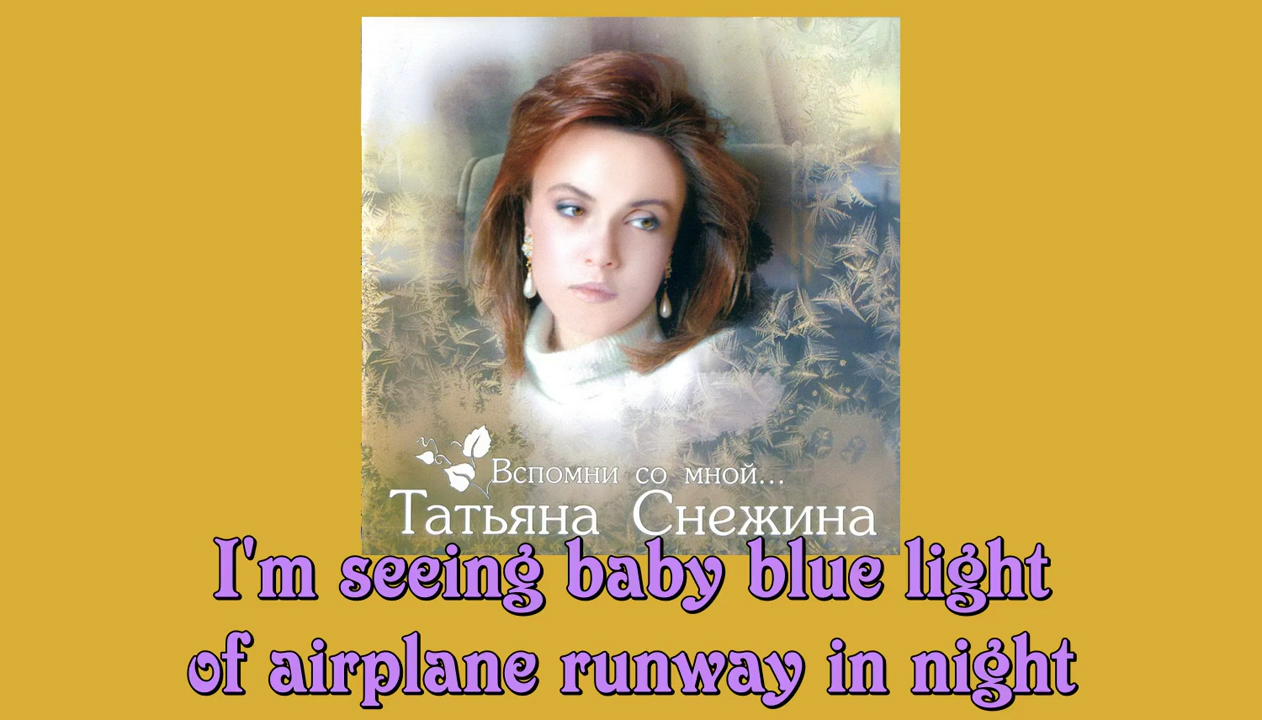 Вспомни со мной...
Татьяна Снежина
I'm seeing baby blue light
of airplane runway in night